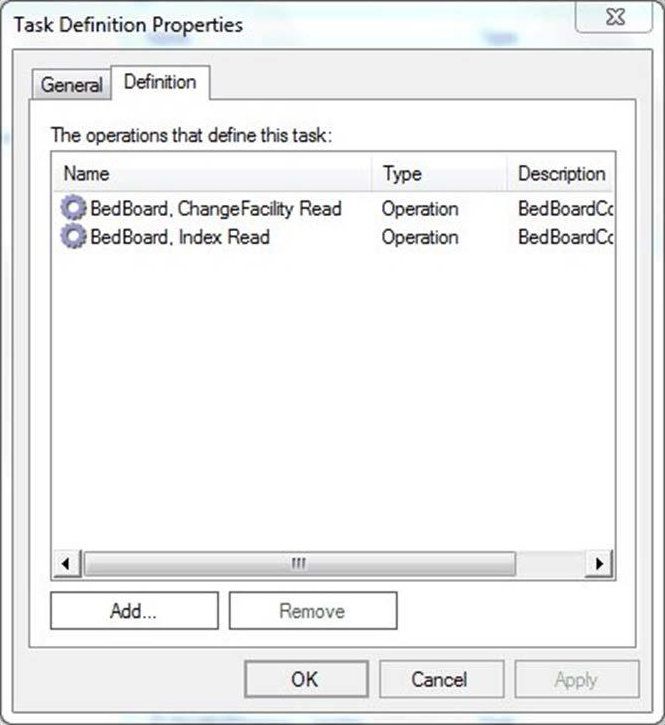 Task Definition Properties
General Definition
The operations that define this task:
Name Type Description
BedBoard, ChangeFacility Read Operation BedBoardCo
BedBoard, Index Read Operation BedBoardCo
Add... Remove
OK Cancel Apply